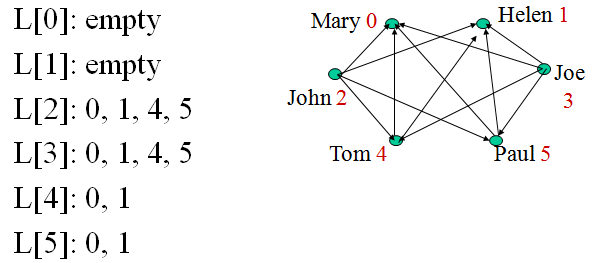 L[0]: empty
L[1]: empty
L[2]: 0, 1, 4, 5
L[3]: 0, 1, 4, 5
L[4]: 0, 1
L[5]: 0, 1
Mary 0
Helen 1
John 2
Joe
3
Tom 4
Paul 5